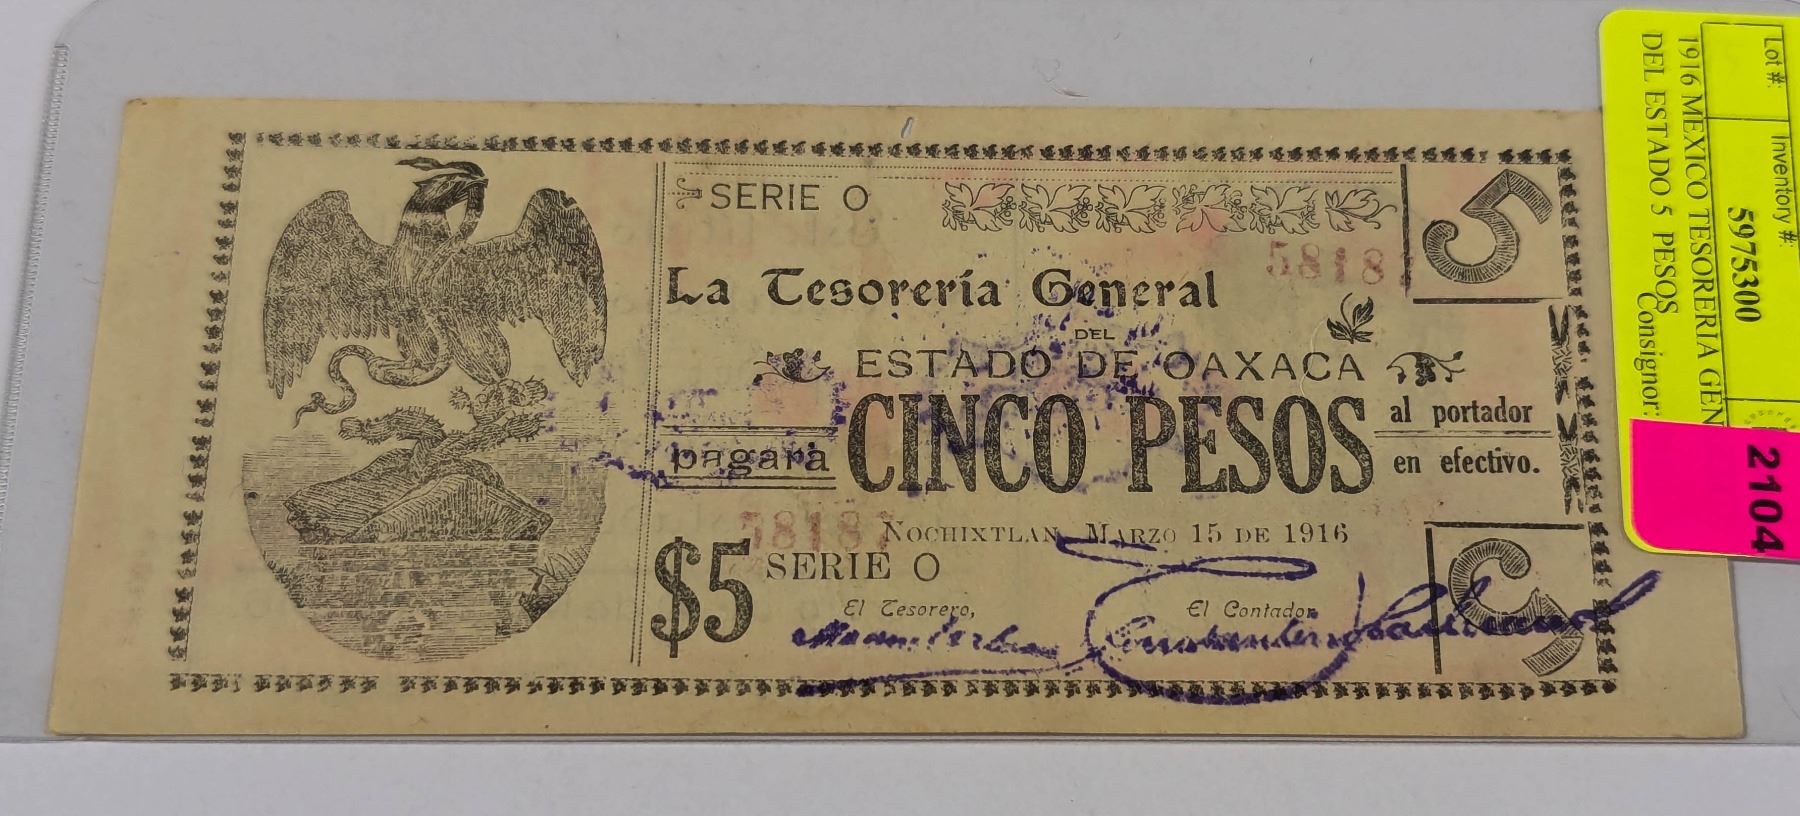 SERIE O
5
5818
La Tesorería General
DEL
ESTADO DE OAXACA
pagará CINCO PESOS al portador
en efectivo.
58187
NOCHIXTLAN, MARZO 15 DE 1916
$5 SERIE O
5
El Tesorero, El Contador
Lot #: Inventory #:
5975300
1916 MEXICO TESORERIA GEN
DEL ESTADO 5 PESOS
Consignor:
2104